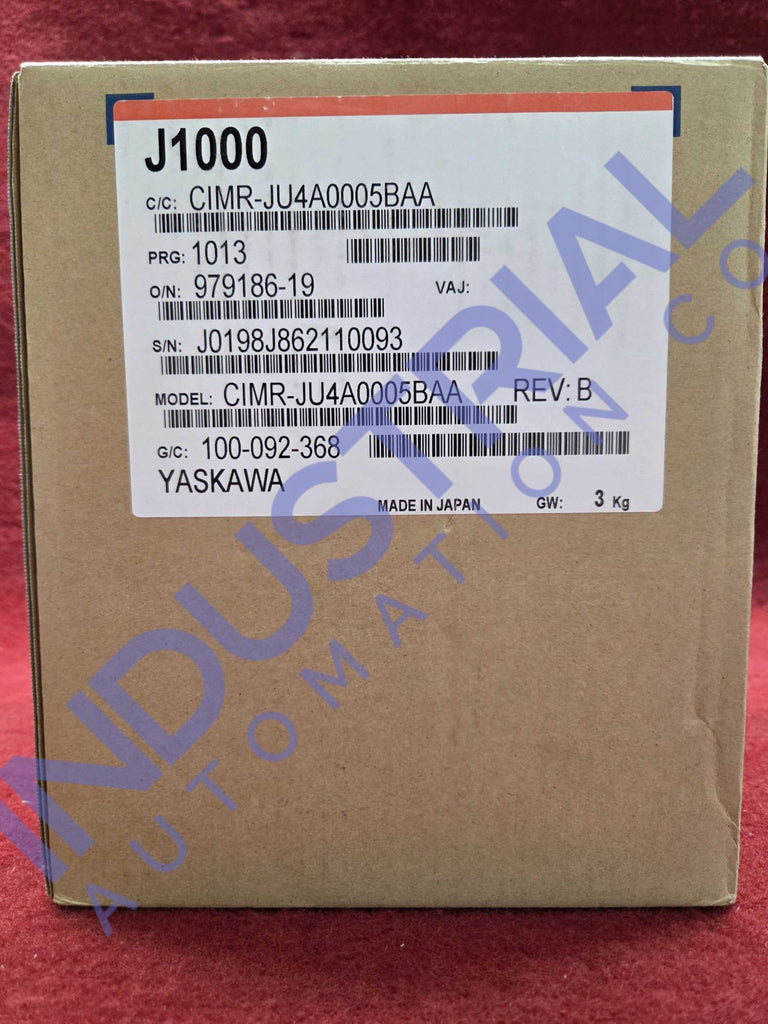 J1000
C/C: CIMR-JU4A0005BAA
PRG: 1013
O/N: 979186-19 VAJ:
S/N: J0198J862110093
MODEL: CIMR-JU4A0005BAA REV: B
G/C: 100-092-368
YASKAWA
MADE IN JAPAN GW: 3 Kg
INDUSTRIAL
AUTOMATION CO